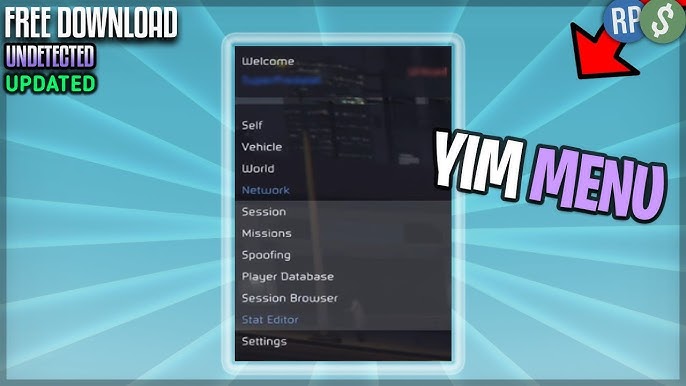 FREE DOWNLOAD
UNDETECTED
UPDATED
RP $
Welcome
Unload
YIM MENU
Self
Vehicle
World
Network
Session
Missions
Spoofing
Player Database
Session Browser
Stat Editor
Settings